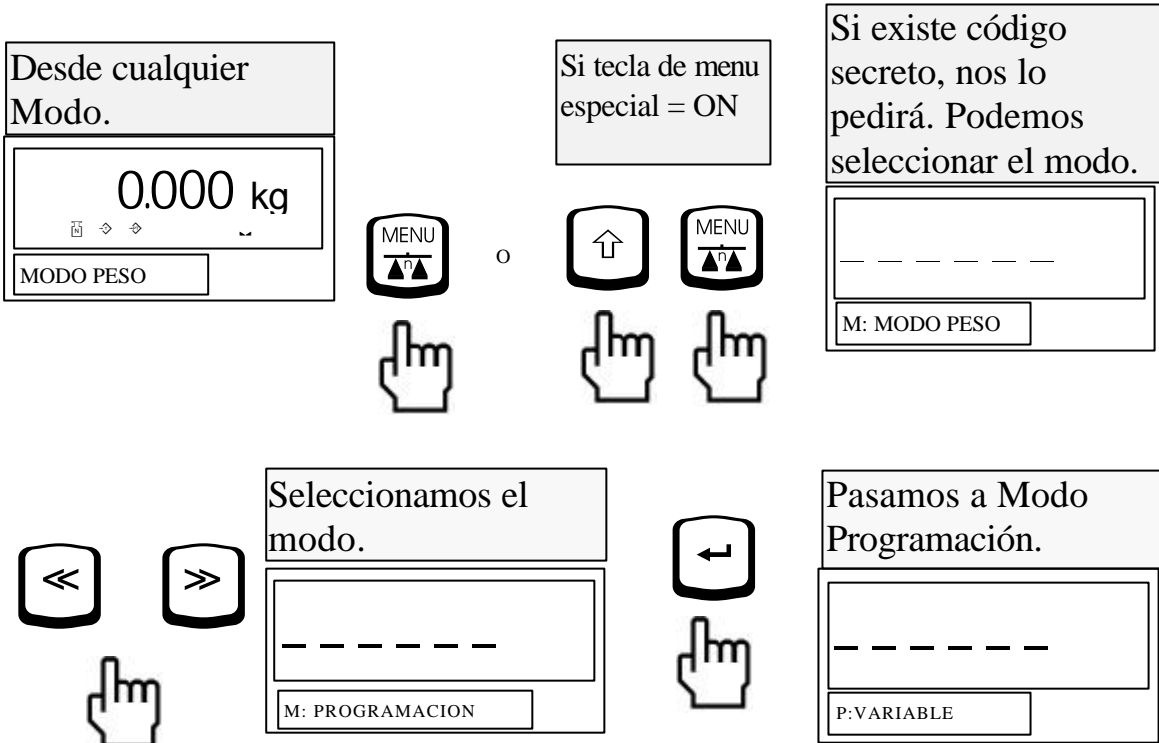 Desde cualquier
Modo.
0.000 kg
N
MODO PESO
MENU
n
o
Si tecla de menu
especial = ON
MENU
n
Si existe código
secreto, nos lo
pedirá. Podemos
seleccionar el modo.
_ _ _ _ _ _
M: MODO PESO
<< >>
Seleccionamos el
modo.
_ _ _ _ _ _
M: PROGRAMACION
Pasamos a Modo
Programación.
_ _ _ _ _ _
P:VARIABLE